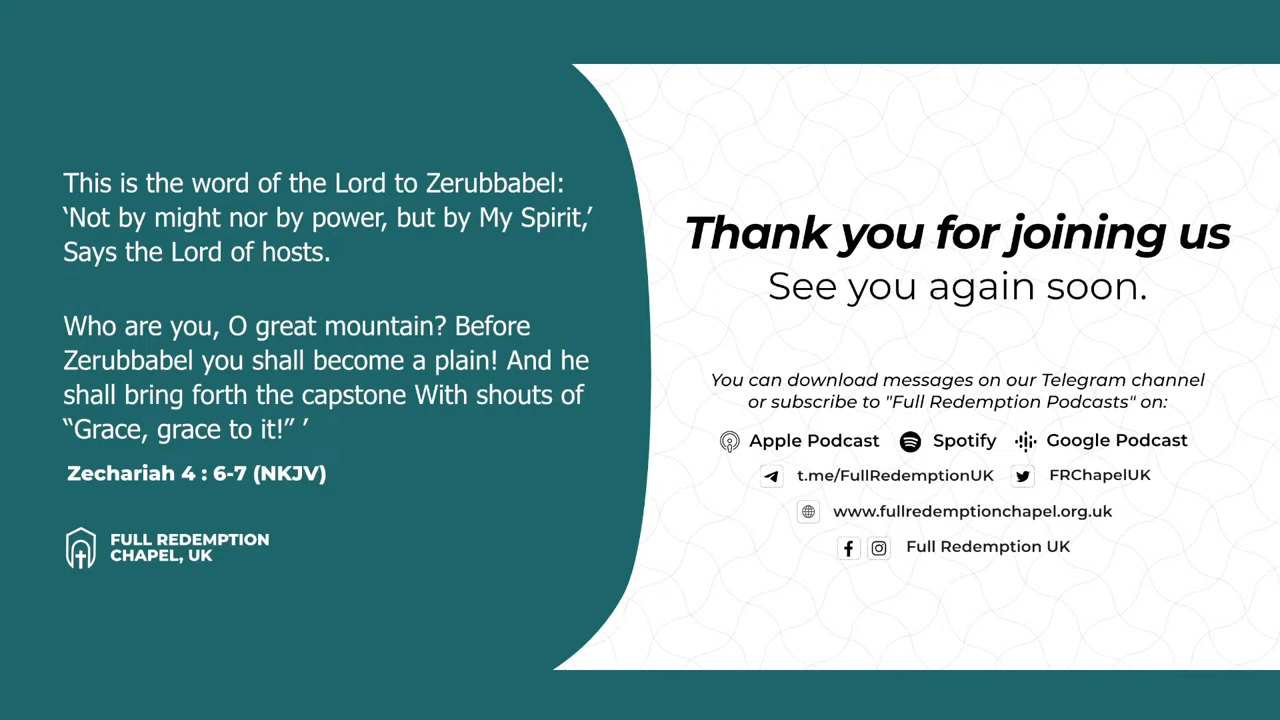 This is the word of the Lord to Zerubbabel:
‘Not by might nor by power, but by My Spirit,’
Says the Lord of hosts.
Who are you, O great mountain? Before
Zerubbabel you shall become a plain! And he
shall bring forth the capstone With shouts of
“Grace, grace to it!” ’
Zechariah 4 : 6-7 (NKJV)
FULL REDEMPTION
CHAPEL, UK
Thank you for joining us
See you again soon.
You can download messages on our Telegram channel
or subscribe to "Full Redemption Podcasts" on:
Apple Podcast Spotify Google Podcast
t.me/FullRedemptionUK FRChapelUK
www.fullredemptionchapel.org.uk
Full Redemption UK